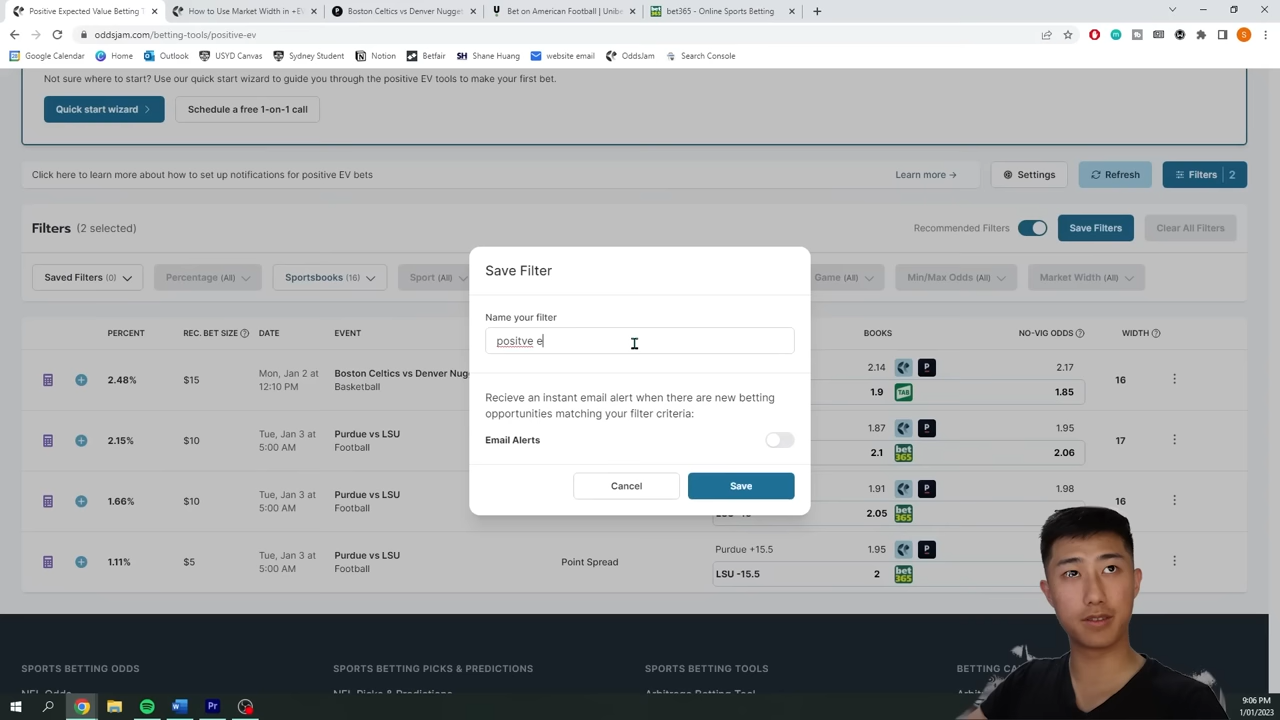 Positive Expected Value Betting T
How to Use Market Width in +EV
Boston Celtics vs Denver Nugget
Bet on American Football | Unib
bet365 - Online Sports Betting
oddsjam.com/betting-tools/positive-ev
Google Calendar Home Outlook USYD Canvas Sydney Student Notion Betfair Shane Huang website email OddsJam Search Console
Not sure where to start? Use our quick start wizard to guide you through the positive EV tools to make your first bet.
Quick start wizard Schedule a free 1-on-1 call
Click here to learn more about how to set up notifications for positive EV bets Learn more → Settings Refresh Filters 2
Filters (2 selected) Recommended Filters Save Filters Clear All Filters
Saved Filters (0) Percentage (All) Sportsbooks (16) Sport (All) Game (All) Min/Max Odds (All) Market Width (All)
Save Filter
Name your filter
positve e
Recieve an instant email alert when there are new betting
opportunities matching your filter criteria:
Email Alerts
Cancel Save
PERCENT REC. BET SIZE DATE EVENT BOOKS NO-VIG ODDS WIDTH
2.48% $15 Mon, Jan 2 at
12:10 PM
Boston Celtics vs Denver Nug
Basketball
2.14 2.17
1.9 TAB 1.85
16
2.15% $10 Tue, Jan 3 at
5:00 AM
Purdue vs LSU
Football
1.87 1.95
2.1 bet365 2.06
17
1.66% $10 Tue, Jan 3 at
5:00 AM
Purdue vs LSU
Football
1.91 1.98
2.05 bet365
16
1.11% $5 Tue, Jan 3 at
5:00 AM
Purdue vs LSU
Football
Point Spread
Purdue +15.5 1.95
LSU -15.5 2 bet365
SPORTS BETTING ODDS SPORTS BETTING PICKS & PREDICTIONS SPORTS BETTING TOOLS BETTING CA
NFL Odds NFL Picks & Predictions Arbitrage Betting Tool
9:06 PM
1/01/2023